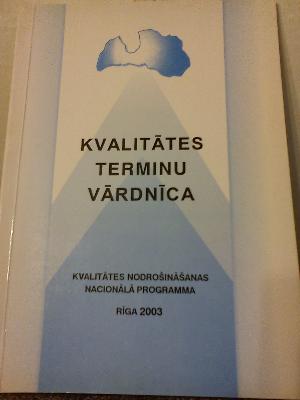 KVALITĀTES
TERMINU
VĀRDNĪCA
KVALITĀTES NODROŠINĀŠANAS
NACIONĀLĀ PROGRAMMA
RĪGA 2003